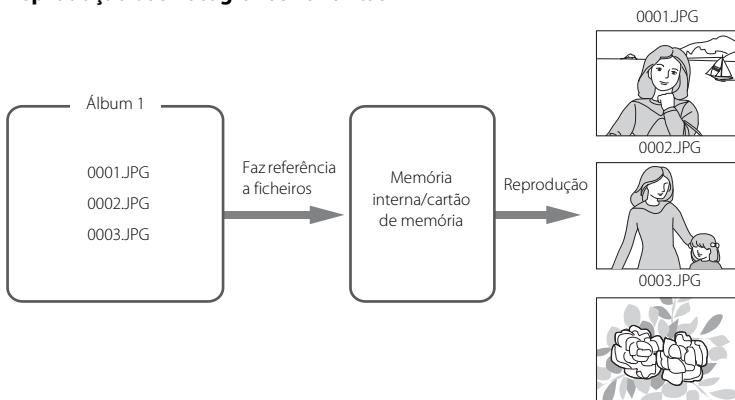 0001.JPG
Álbum 1
0001.JPG
0002.JPG
0003.JPG
Faz referência
a ficheiros
Memória
interna/cartão
de memória
Reprodução
0002.JPG
0003.JPG